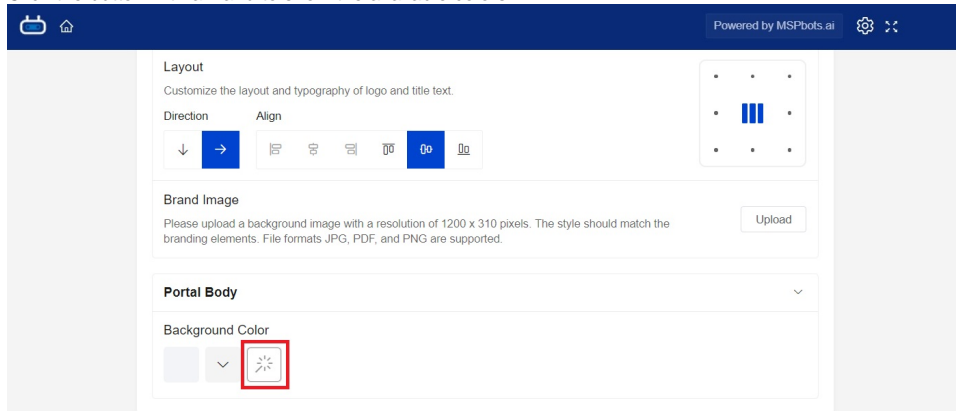 Powered by MSPbots.ai
Layout
Customize the layout and typography of logo and title text.
Direction Align
Brand Image
Please upload a background image with a resolution of 1200 x 310 pixels. The style should match the
branding elements. File formats JPG, PDF, and PNG are supported.
Upload
Portal Body
Background Color